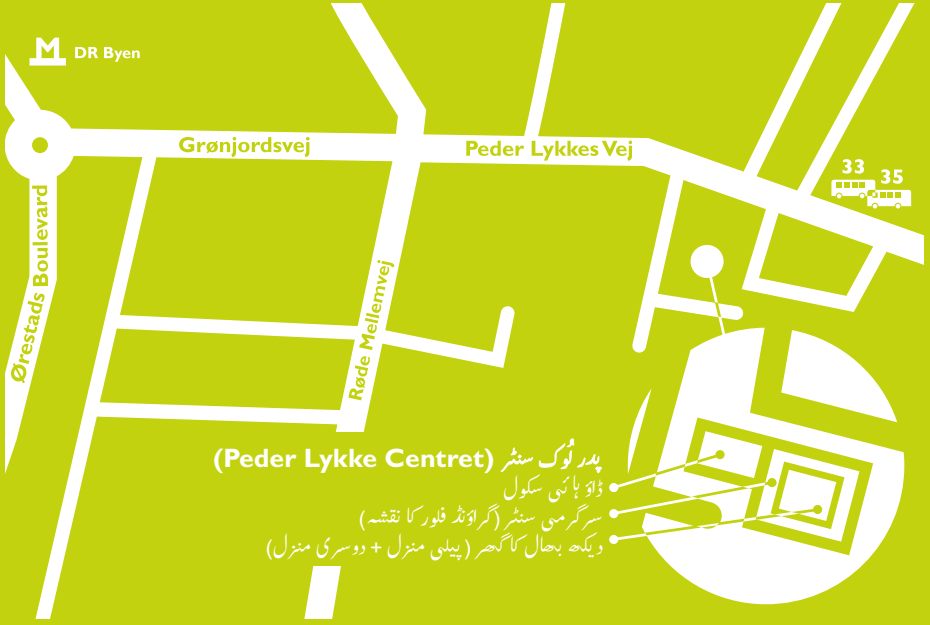 M DR Byen
Grønjordsvej
Peder Lykkes Vej
33
35
Ørestads Boulevard
Røde Mellemvej
پدر لُوک سنٹر (Peder Lykke Centret)
ڈاؤ ہائی سکول
سرگرمی سنٹر (گراؤنڈ فلور کا نقشہ)
دیکھ بھال کا گھر (پہلی منزل + دوسری منزل)